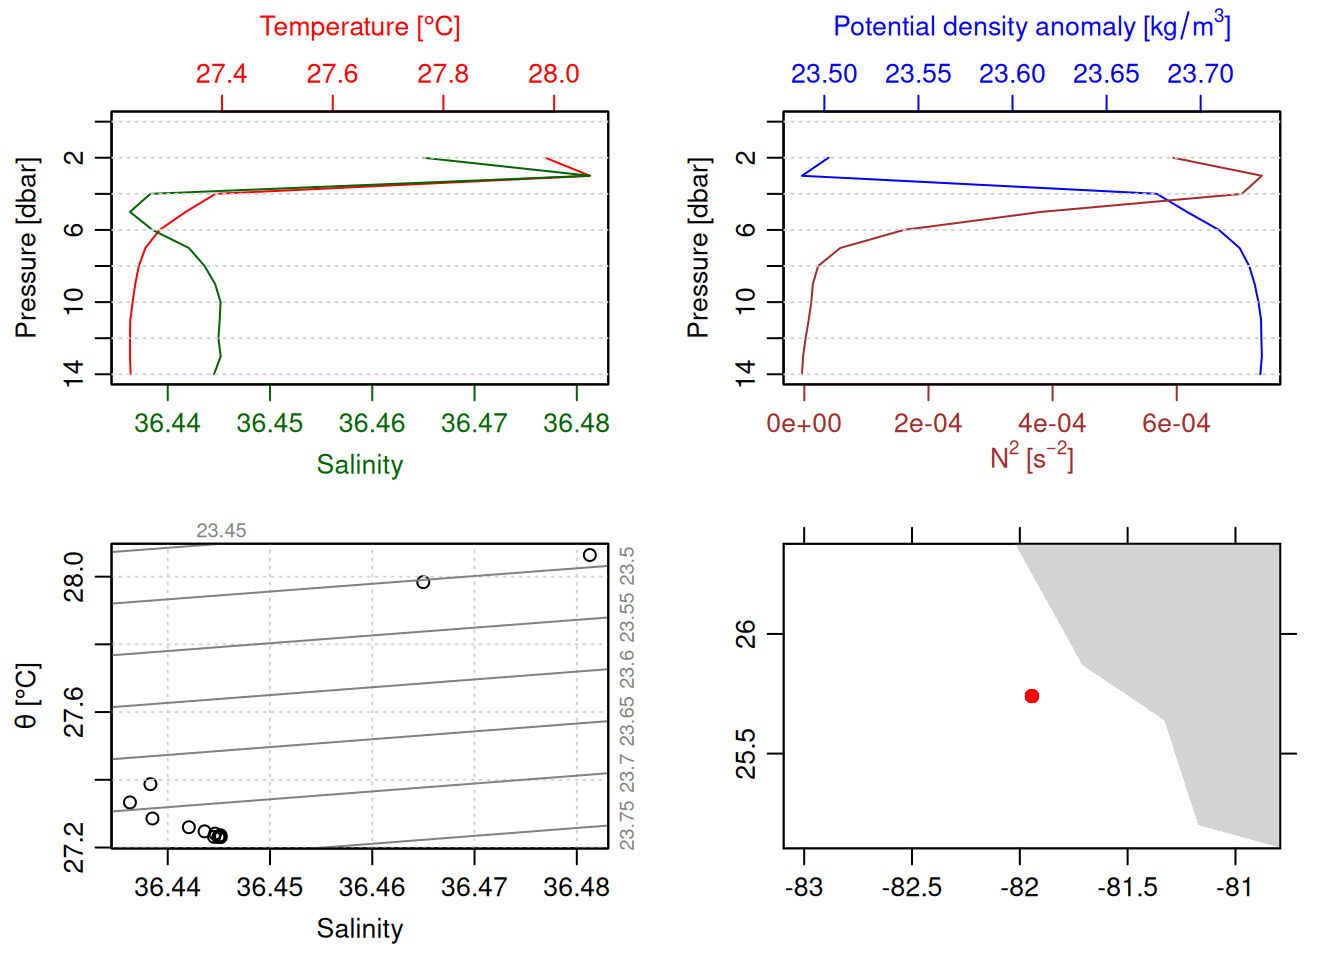 Temperature [°C]
27.4 27.6 27.8 28.0
Pressure [dbar]
2
6
10
14
36.44 36.45 36.46 36.47 36.48
Salinity
Potential density anomaly [kg/m³]
23.50 23.55 23.60 23.65 23.70
Pressure [dbar]
2
6
10
14
0e+00 2e-04 4e-04 6e-04
N² [s⁻²]
23.45
θ [°C]
28.0
27.6
27.2
23.5
23.55
23.6
23.65
23.7
23.75
36.44 36.45 36.46 36.47 36.48
Salinity
26
25.5
-83 -82.5 -82 -81.5 -81